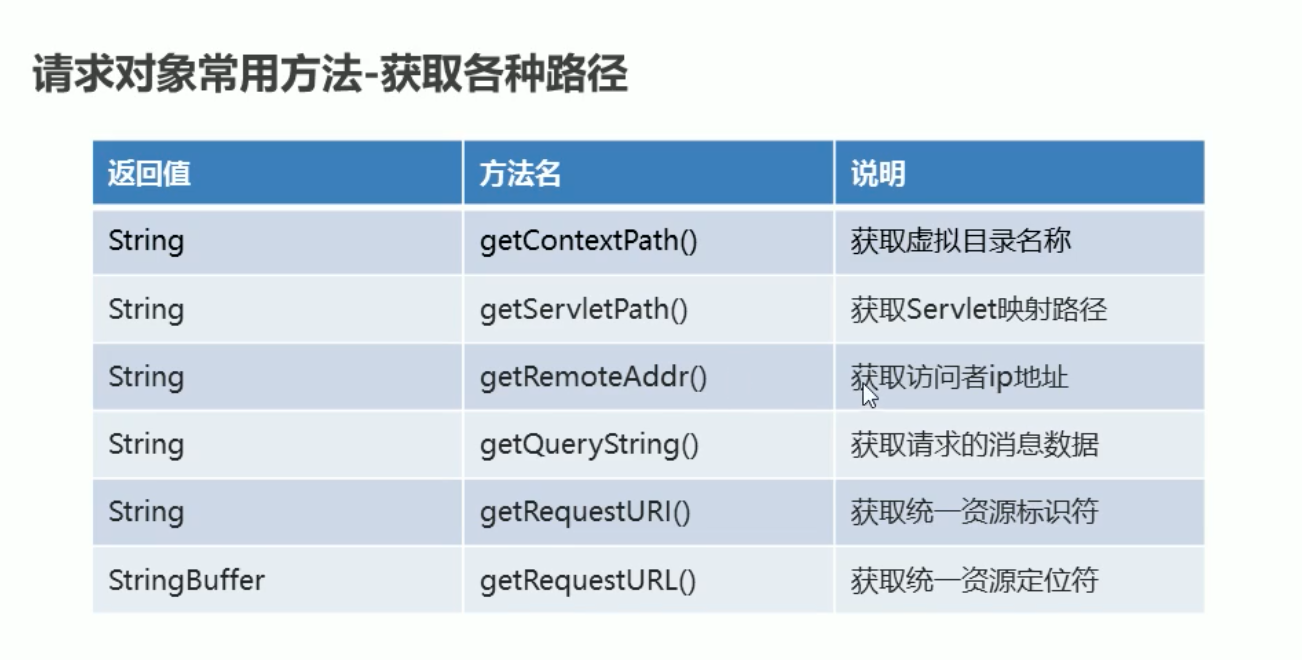 请求对象常用方法-获取各种路径
返回值 方法名 说明
String getContextPath() 获取虚拟目录名称
String getServletPath() 获取Servlet映射路径
String getRemoteAddr() 获取访问者ip地址
String getQueryString() 获取请求的消息数据
String getRequestURI() 获取统一资源标识符
StringBuffer getRequestURL() 获取统一资源定位符